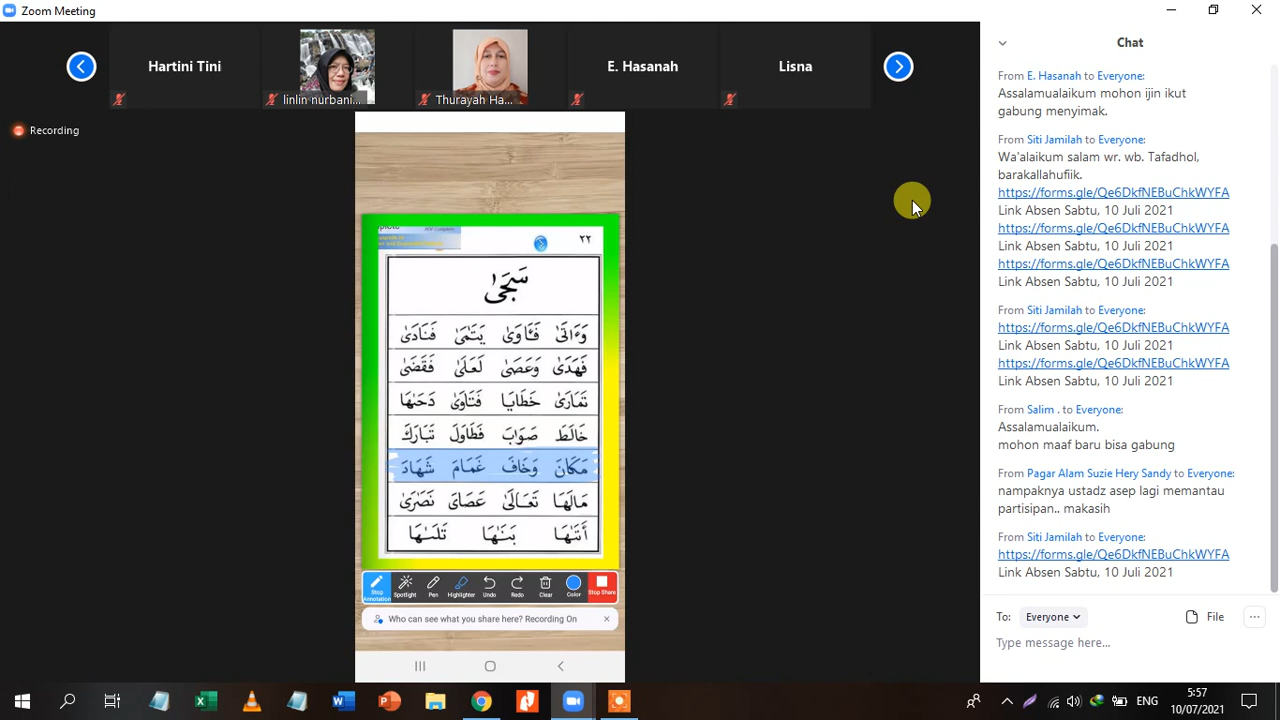 Zoom Meeting
Hartini Tini
linlin nurbani...
Thurayah Ha...
E. Hasanah
Lisna
Recording
PDF Complete
٢٢
سَجَىٰ
وَءَاتَىٰ فَـَٔاوَىٰ يَتَٰمَىٰ فَنَادَىٰ
فَهَدَىٰ وَعَصَىٰ لَعَلَىٰ فَقَضَىٰ
تَمَارَىٰ خَطَايَا فَتَاوَىٰ دَحَىٰهَا
خَالَطَ صَوَابَ فَطَاوَلَ تَبَارَكَ
مَكَانَ وَخَافَ غَمَامَ شَهَادَ
مَالَهَا تَعَالَىٰ عَصَاىَ نَصَٰرَىٰ
أَتَىٰهَا بَنَىٰهَا تَلَىٰهَا
Stop Annotation
Spotlight
Pen
Highlighter
Undo
Redo
Clear
Color
Stop Share
Who can see what you share here? Recording On
Chat
From E. Hasanah to Everyone:
Assalamualaikum mohon ijin ikut
gabung menyimak.
From Siti Jamilah to Everyone:
Wa'alaikum salam wr. wb. Tafadhol,
barakallahufiik.
https://forms.gle/Qe6DkfNEBuChkWYFA
Link Absen Sabtu, 10 Juli 2021
https://forms.gle/Qe6DkfNEBuChkWYFA
Link Absen Sabtu, 10 Juli 2021
https://forms.gle/Qe6DkfNEBuChkWYFA
Link Absen Sabtu, 10 Juli 2021
From Siti Jamilah to Everyone:
https://forms.gle/Qe6DkfNEBuChkWYFA
Link Absen Sabtu, 10 Juli 2021
https://forms.gle/Qe6DkfNEBuChkWYFA
Link Absen Sabtu, 10 Juli 2021
From Salim . to Everyone:
Assalamualaikum.
mohon maaf baru bisa gabung
From Pagar Alam Suzie Hery Sandy to Everyone:
nampaknya ustadz asep lagi memantau
partisipan.. makasih
From Siti Jamilah to Everyone:
https://forms.gle/Qe6DkfNEBuChkWYFA
Link Absen Sabtu, 10 Juli 2021
To: Everyone
File
Type message here...
ENG
5:57
10/07/2021